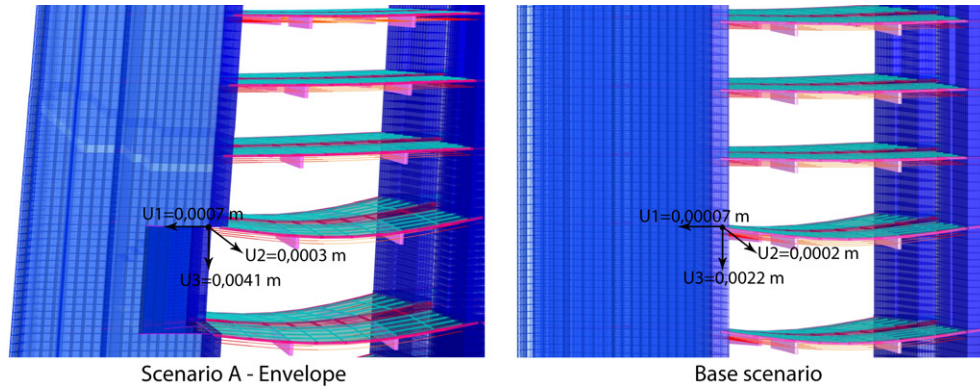 U1=0,0007 m
U2=0,0003 m
U3=0,0041 m
Scenario A - Envelope
U1=0,00007 m
U2=0,0002 m
U3=0,0022 m
Base scenario